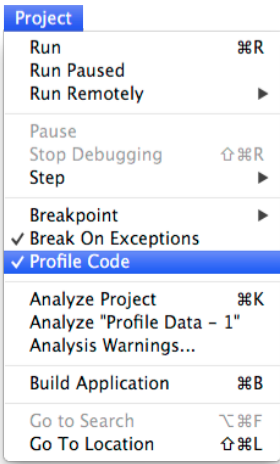 Project
Run ⌘R
Run Paused
Run Remotely ▶
Pause
Stop Debugging ⇧⌘R
Step ▶
Breakpoint ▶
✓ Break On Exceptions
✓ Profile Code
Analyze Project ⌘K
Analyze "Profile Data – 1"
Analysis Warnings...
Build Application ⌘B
Go to Search ⌥⌘F
Go To Location ⇧⌘L